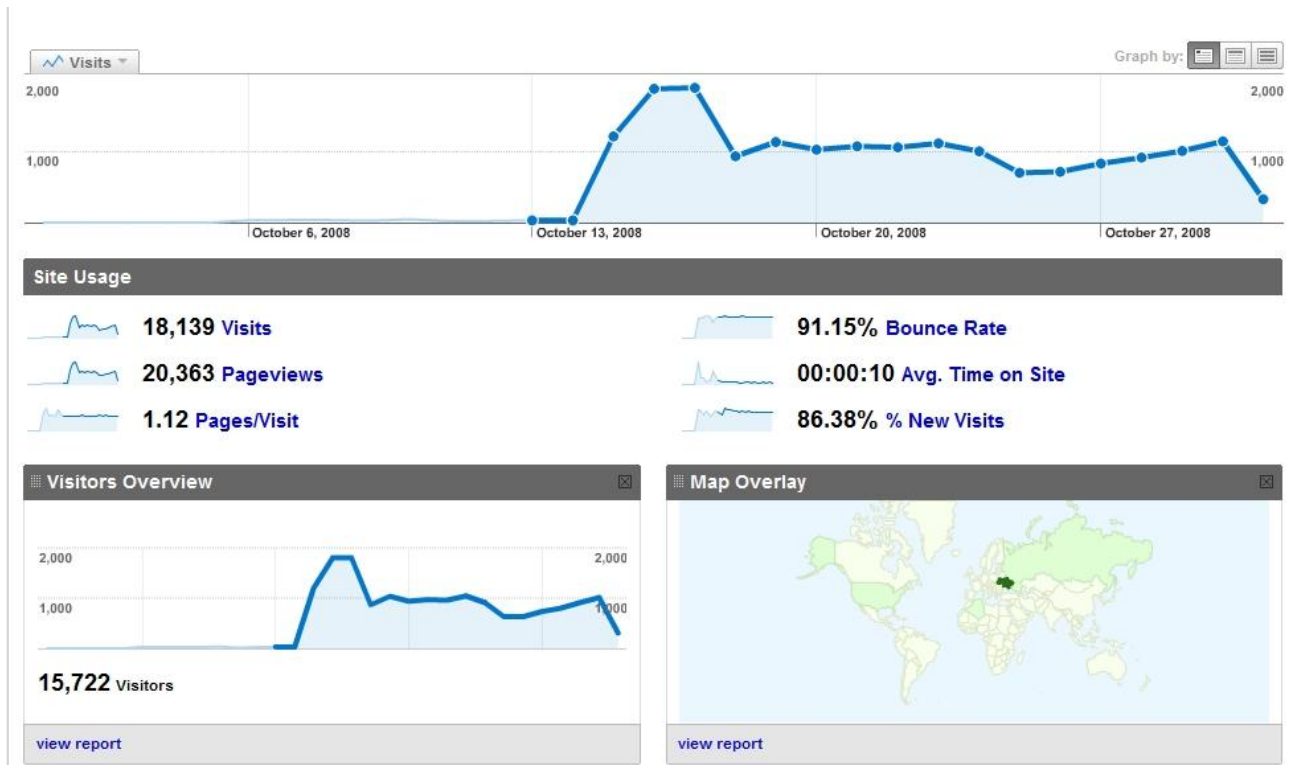 Visits
Graph by:
2,000 2,000
1,000 1,000
October 6, 2008 October 13, 2008 October 20, 2008 October 27, 2008
Site Usage
18,139 Visits
91.15% Bounce Rate
20,363 Pageviews
00:00:10 Avg. Time on Site
1.12 Pages/Visit
86.38% % New Visits
Visitors Overview
2,000 2,000
1,000 1,000
15,722 Visitors
view report
Map Overlay
view report